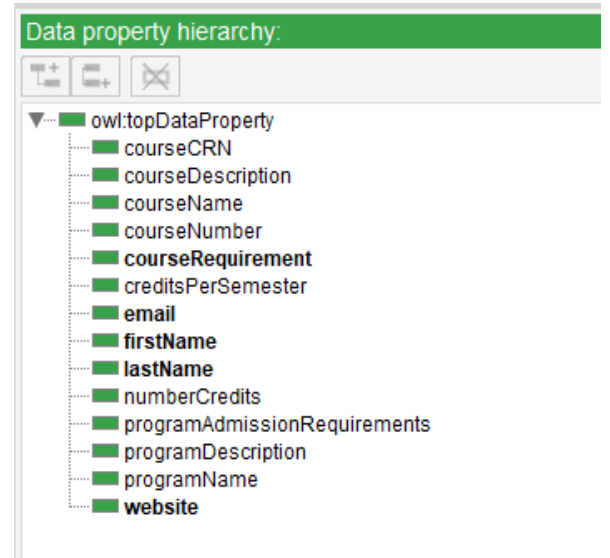 Data property hierarchy:
owl:topDataProperty
courseCRN
courseDescription
courseName
courseNumber
courseRequirement
creditsPerSemester
email
firstName
lastName
numberCredits
programAdmissionRequirements
programDescription
programName
website